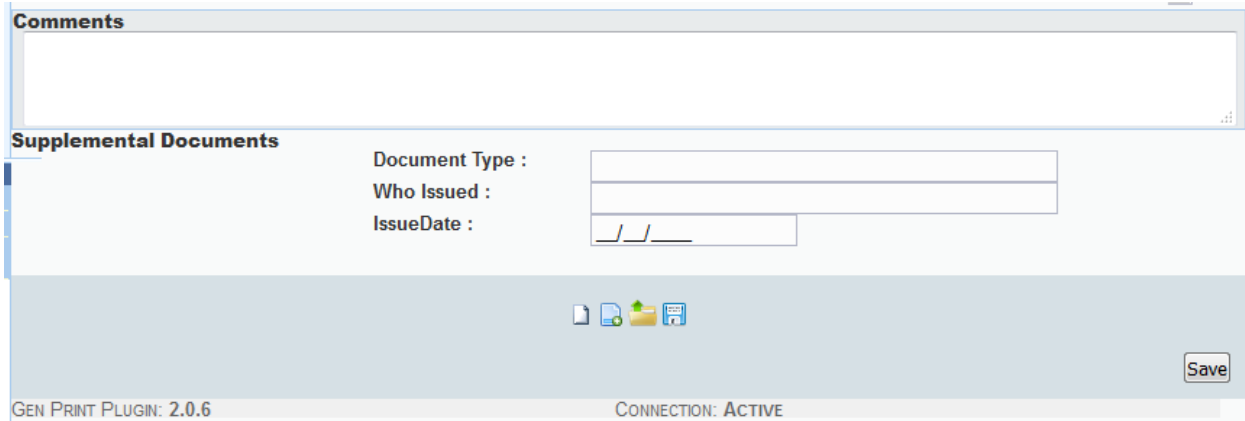 Comments
Supplemental Documents
Document Type :
Who Issued :
IssueDate :
__/__/____
Save
GEN PRINT PLUGIN: 2.0.6 CONNECTION: ACTIVE